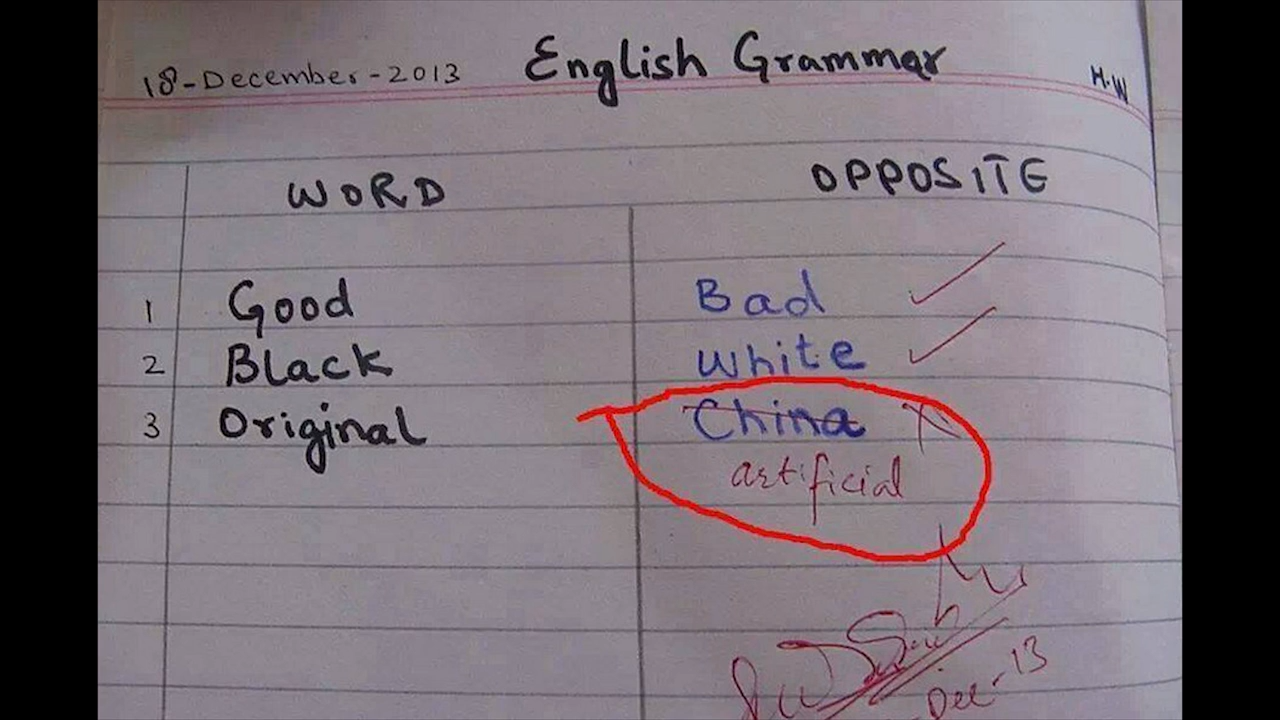 18-December-2013 English Grammar H.W
WORD OPPOSITE
1 Good Bad
2 Black White
3 Original China
artificial
Dec-13